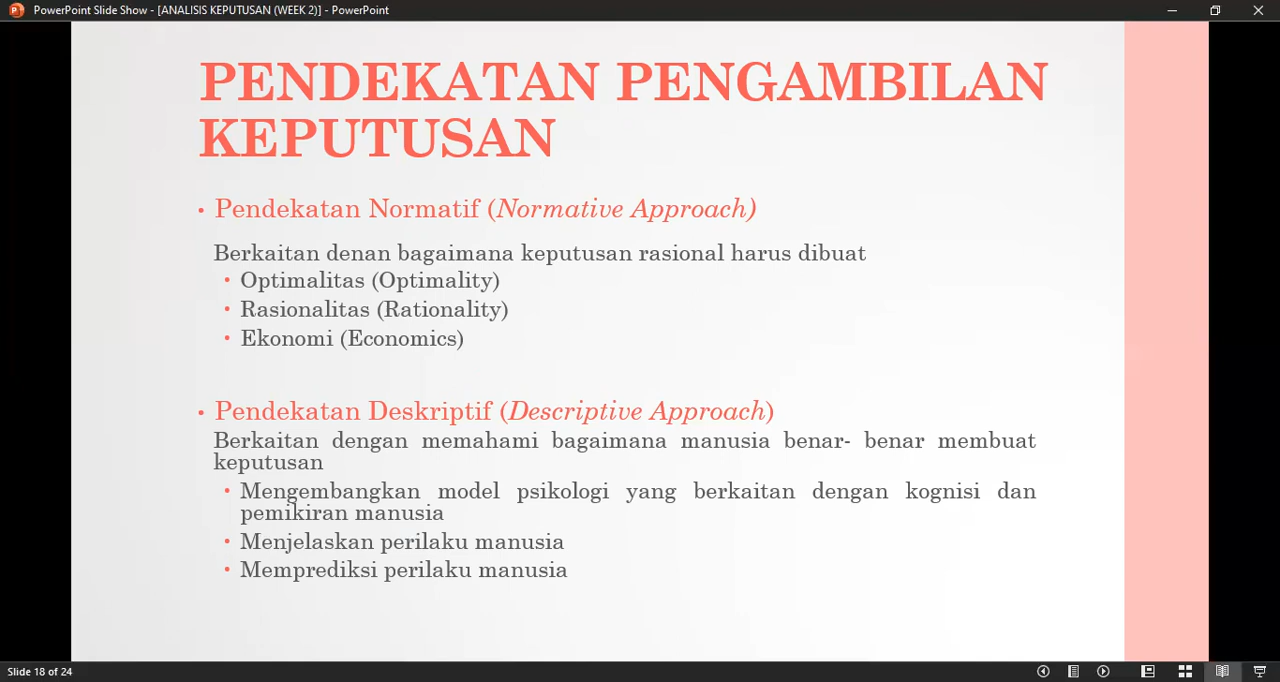 PowerPoint Slide Show - [ANALISIS KEPUTUSAN (WEEK 2)] - PowerPoint
PENDEKATAN PENGAMBILAN
KEPUTUSAN
• Pendekatan Normatif (Normative Approach)
Berkaitan denan bagaimana keputusan rasional harus dibuat
• Optimalitas (Optimality)
• Rasionalitas (Rationality)
• Ekonomi (Economics)
• Pendekatan Deskriptif (Descriptive Approach)
Berkaitan dengan memahami bagaimana manusia benar- benar membuat
keputusan
• Mengembangkan model psikologi yang berkaitan dengan kognisi dan
pemikiran manusia
• Menjelaskan perilaku manusia
• Memprediksi perilaku manusia
Slide 18 of 24